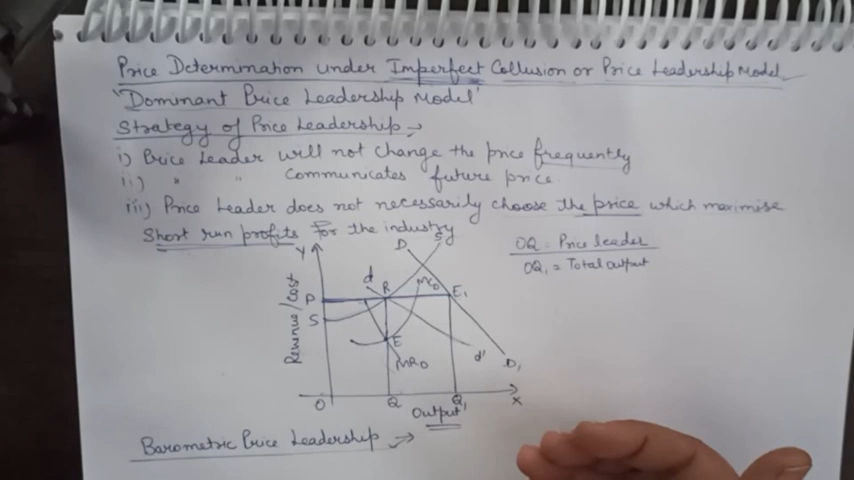 Price Determination under Imperfect Collusion or Price Leadership Model
"Dominant Price Leadership Model"
Strategy of Price Leadership
i) Price Leader will not change the price frequently
ii) " " communicates future price.
iii) Price Leader does not necessarily choose the price which maximise
Short run profits for the industry
OQ = Price leader
OQ1 = Total output
Y
D
S
d
MCD
P
R
E1
S
E
Revenue/Cost
d'
MRD
D1
O
Q
Q1
X
Output
Barometric Price Leadership →